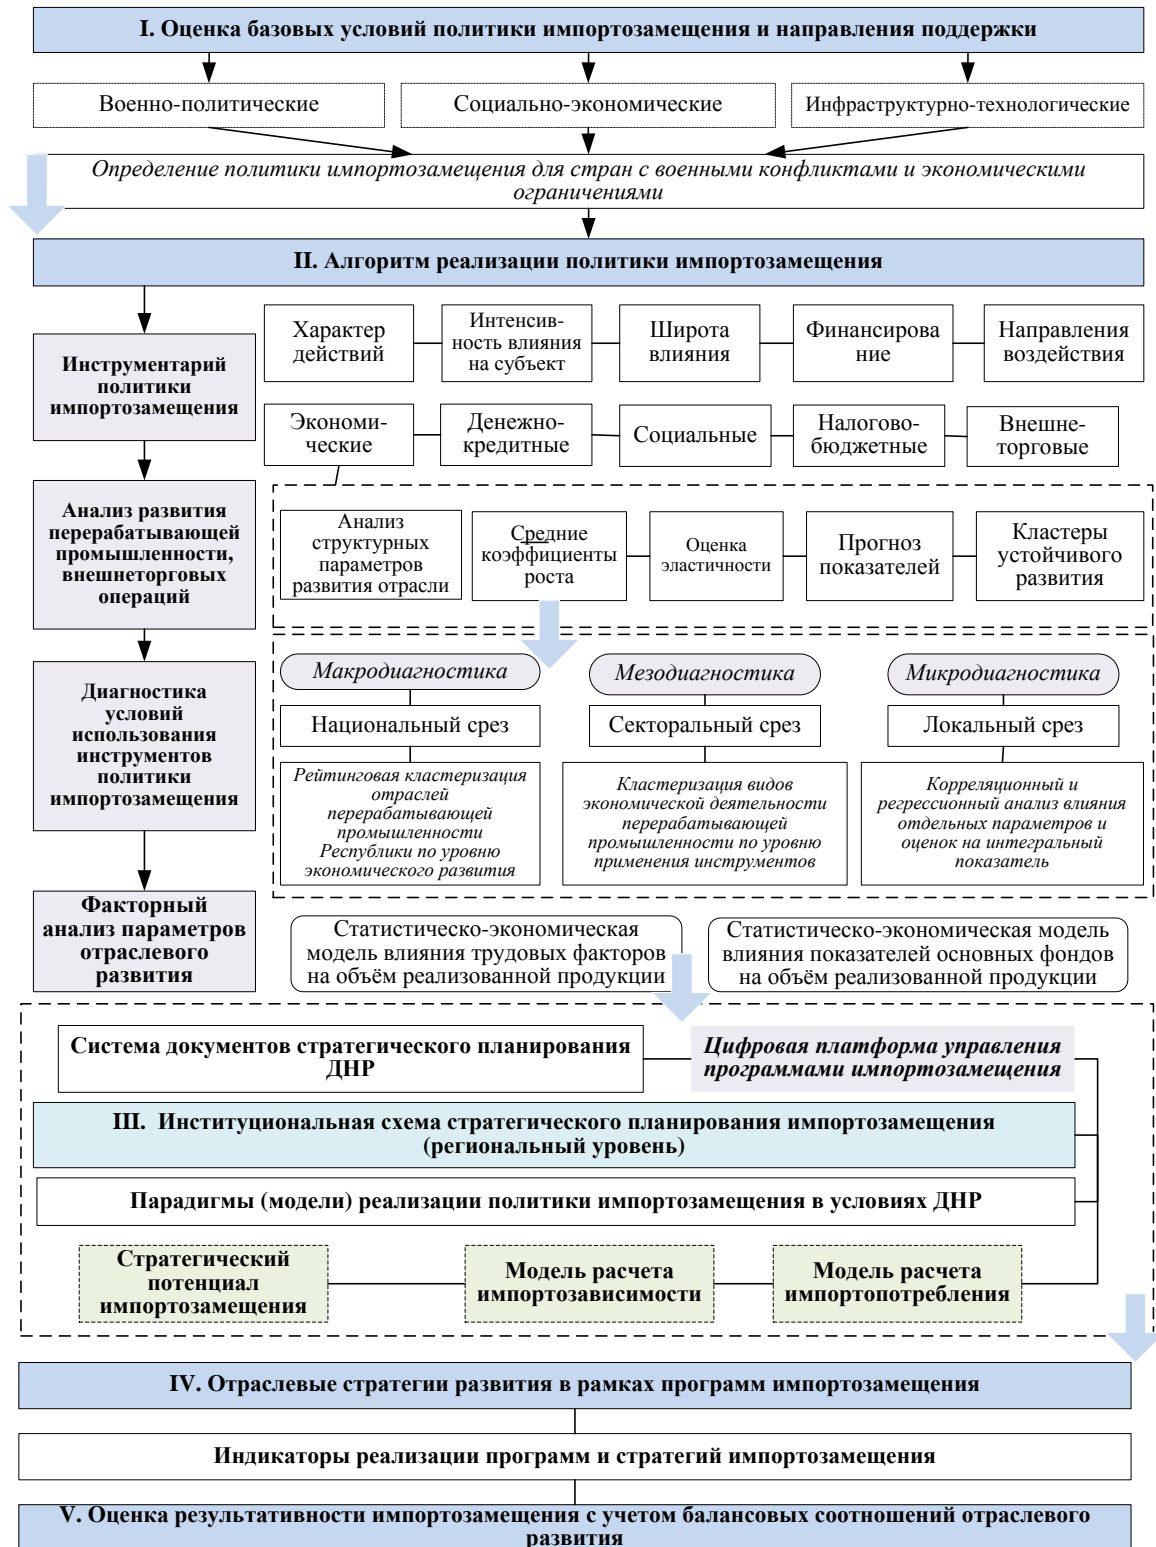 I. Оценка базовых условий политики импортозамещения и направления поддержки
Военно-политические
Социально-экономические
Инфраструктурно-технологические
Определение политики импортозамещения для стран с военными конфликтами и экономическими
ограничениями
II. Алгоритм реализации политики импортозамещения
Инструментарий
политики
импортозамещения
Характер
действий
Интенсив-
ность влияния
на субъект
Широта
влияния
Финансирова
ние
Направления
воздействия
Экономи-
ческие
Денежно-
кредитные
Социальные
Налогово-
бюджетные
Внешне-
торговые
Анализ развития
перерабатывающей
промышленности,
внешнеторговых
операций
Анализ
структурных
параметров
развития отрасли
Средние
коэффициенты
роста
Оценка
эластичности
Прогноз
показателей
Кластеры
устойчивого
развития
Диагностика
условий
использования
инструментов
политики
импортозамещения
Макродиагностика
Мезодиагностика
Микродиагностика
Национальный срез
Секторальный срез
Локальный срез
Рейтинговая кластеризация
отраслей
перерабатывающей
промышленности
Республики по уровню
экономического развития
Кластеризация видов
экономической деятельности
перерабатывающей
промышленности по уровню
применения инструментов
Корреляционный и
регрессионный анализ влияния
отдельных параметров и
оценок на интегральный
показатель
Факторный
анализ параметров
отраслевого
развития
Статистическо-экономическая
модель влияния трудовых факторов
на объём реализованной продукции
Статистическо-экономическая модель
влияния показателей основных фондов
на объём реализованной продукции
Система документов стратегического планирования
ДНР
Цифровая платформа управления
программами импортозамещения
III. Институциональная схема стратегического планирования импортозамещения
(региональный уровень)
Парадигмы (модели) реализации политики импортозамещения в условиях ДНР
Стратегический
потенциал
импортозамещения
Модель расчета
импортозависимости
Модель расчета
импортопотребления
IV. Отраслевые стратегии развития в рамках программ импортозамещения
Индикаторы реализации программ и стратегий импортозамещения
V. Оценка результативности импортозамещения с учетом балансовых соотношений отраслевого
развития